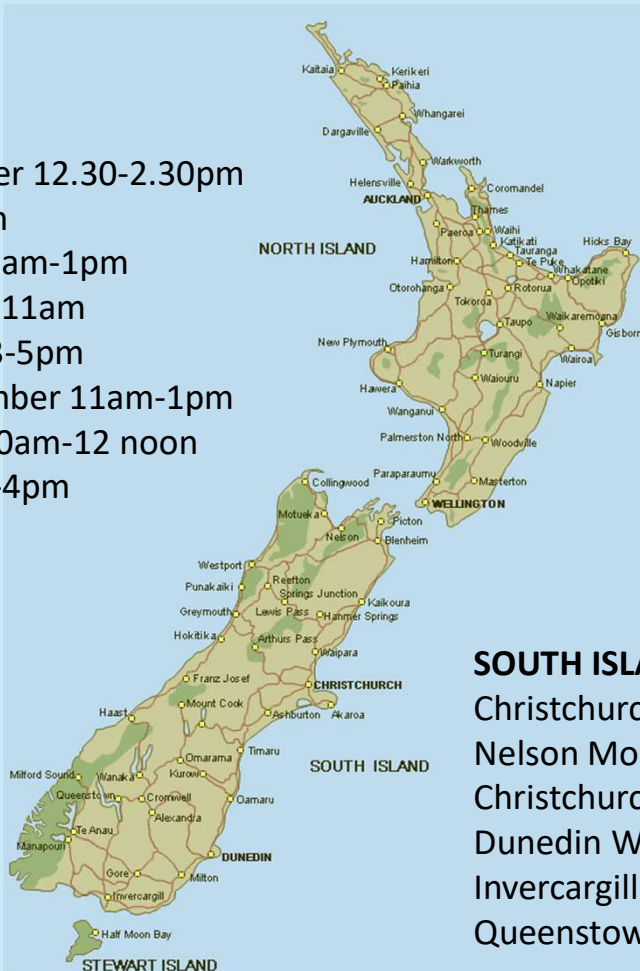 er 12.30-2.30pm
am-1pm
11am
-5pm
mber 11am-1pm
0am-12 noon
-4pm
Kaitaia
Kerikeri
Paihia
Whangarei
Dargaville
Warkworth
Helensville
Coromandel
AUCKLAND
Thames
Paeroa
Waihi
Katikati
Hicks Bay
NORTH ISLAND
Tauranga
Hamilton
Te Puke
Whakatane
Opotiki
Otorohanga
Rotorua
Tokoroa
Waikaremoana
Taupo
Gisborn
New Plymouth
Turangi
Wairoa
Waiouru
Napier
Hawera
Wanganui
Palmerston North
Woodville
Paraparaumu
Masterton
Collingwood
WELLINGTON
Motueka
Picton
Nelson
Blenheim
Westport
Reefton
Punakaiki
Springs Junction
Kaikoura
Greymouth
Lewis Pass
Hanmer Springs
Hokitika
Arthurs Pass
Waipara
Franz Josef
CHRISTCHURCH
Mount Cook
Haast
Ashburton
Akaroa
Timaru
Omarama
SOUTH ISLAND
Milford Sound
Wanaka
Kurow
Queenstown
Cromwell
Oamaru
Alexandra
Te Anau
Manapouri
DUNEDIN
Gore
Milton
Invercargill
Half Moon Bay
STEWART ISLAND
SOUTH ISLA
Christchurc
Nelson Mo
Christchurc
Dunedin W
Invercargill
Queenstow